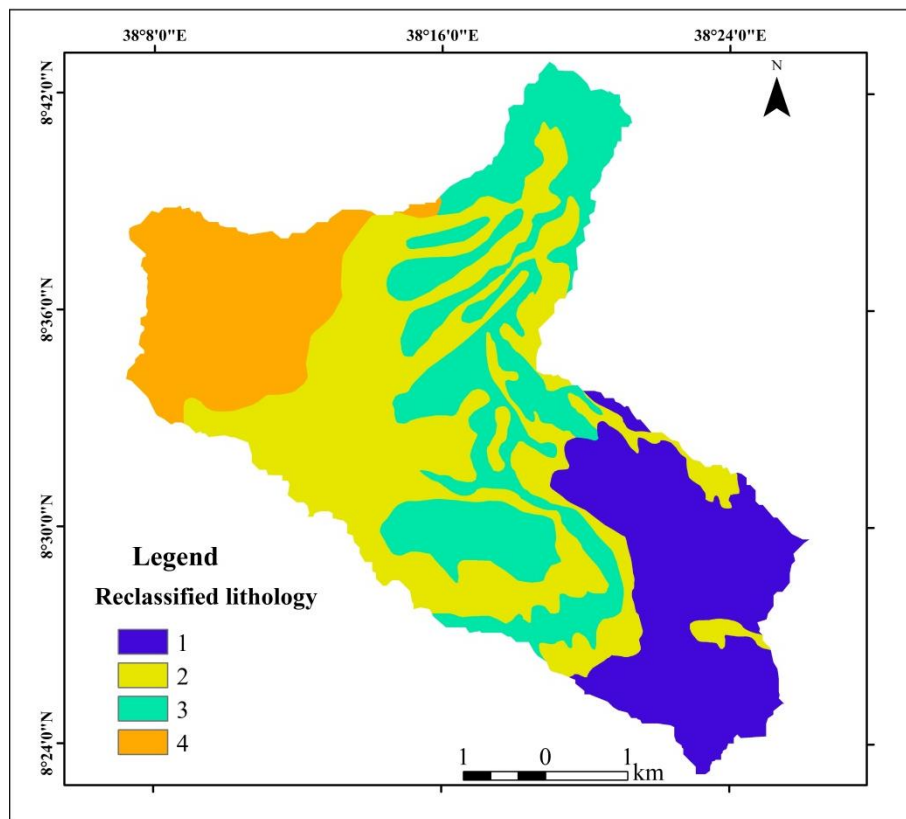 38°8'0"E 38°16'0"E 38°24'0"E
N
8°42'0"N
8°36'0"N
8°30'0"N
8°24'0"N
Legend
Reclassified lithology
1
2
3
4
1 0 1
km